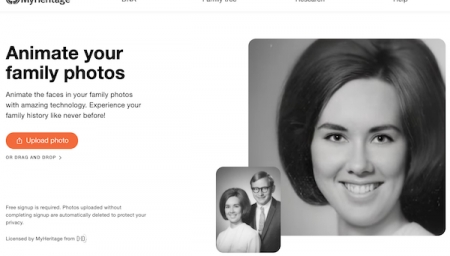 MyHeritage
DNA
Family tree
Research
Help
Animate your
family photos
Animate the faces in your family photos
with amazing technology. Experience your
family history like never before!
Upload photo
OR DRAG AND DROP >
Free signup is required. Photos uploaded without
completing signup are automatically deleted to protect your
privacy.
Licensed by MyHeritage from